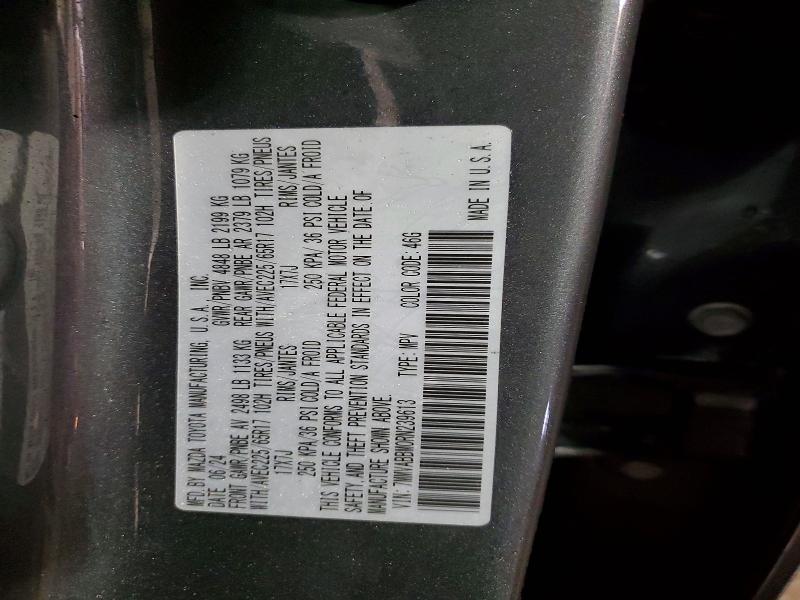 MFD BY MAZDA TOYOTA MANUFACTURING, U.S.A. INC.
DATE 06/24 GVWR/PNBV 4848 LB 2199 KG
FRONT GAWR/PNBE AV 2498 LB 1133 KG REAR GAWR/PNBE AR 2379 LB 1079 KG
WITH/AVEC225/65R17 102H TIRES/PNEUS WITH/AVEC225/65R17 102H TIRES/PNEUS
17X7J RIMS/JANTES 17X7J RIMS/JANTES
250 KPA/36 PSI COLD/A FROID 250 KPA/ 36 PSI COLD/A FROID
THIS VEHICLE CONFORMS TO ALL APPLICABLE FEDERAL MOTOR VEHICLE
SAFETY, AND THEFT PREVENTION STANDARDS IN EFFECT ON THE DATE OF
MANUFACTURE SHOWN ABOVE.
VIN: TYPE: MPV COLOR CODE: 46G
MADE IN U.S.A.